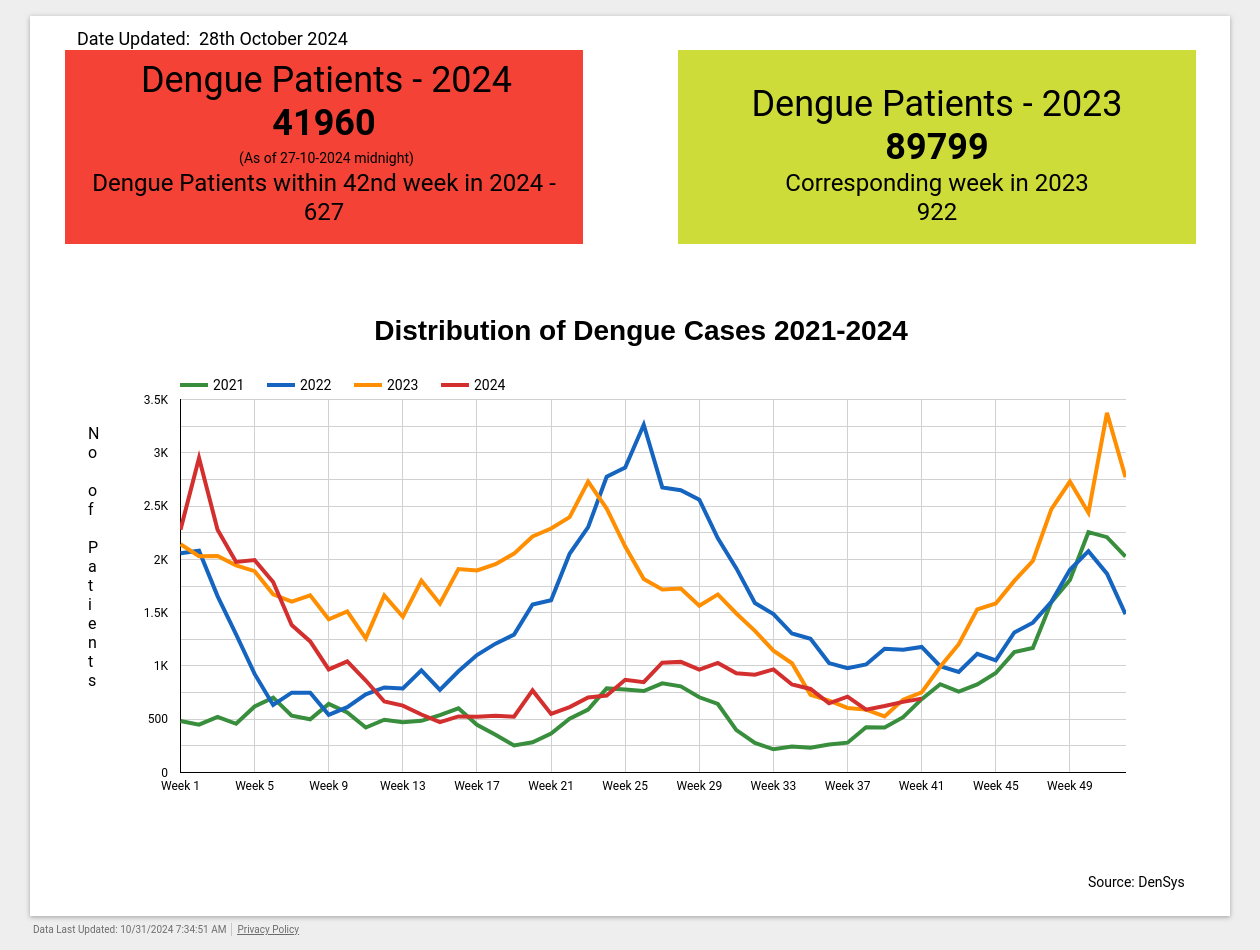 Date Updated:  28th October 2024
Dengue Patients - 2024
41960
(As of 27-10-2024 midnight)
Dengue Patients within 42nd week in 2024 -
627
Dengue Patients - 2023
89799
Corresponding week in 2023
922
Distribution of Dengue Cases 2021-2024
2021 2022 2023 2024
No of Patients
3.5K
3K
2.5K
2K
1.5K
1K
500
0
Week 1 Week 5 Week 9 Week 13 Week 17 Week 21 Week 25 Week 29 Week 33 Week 37 Week 41 Week 45 Week 49
Source: DenSys
Data Last Updated: 10/31/2024 7:34:51 AM Privacy Policy